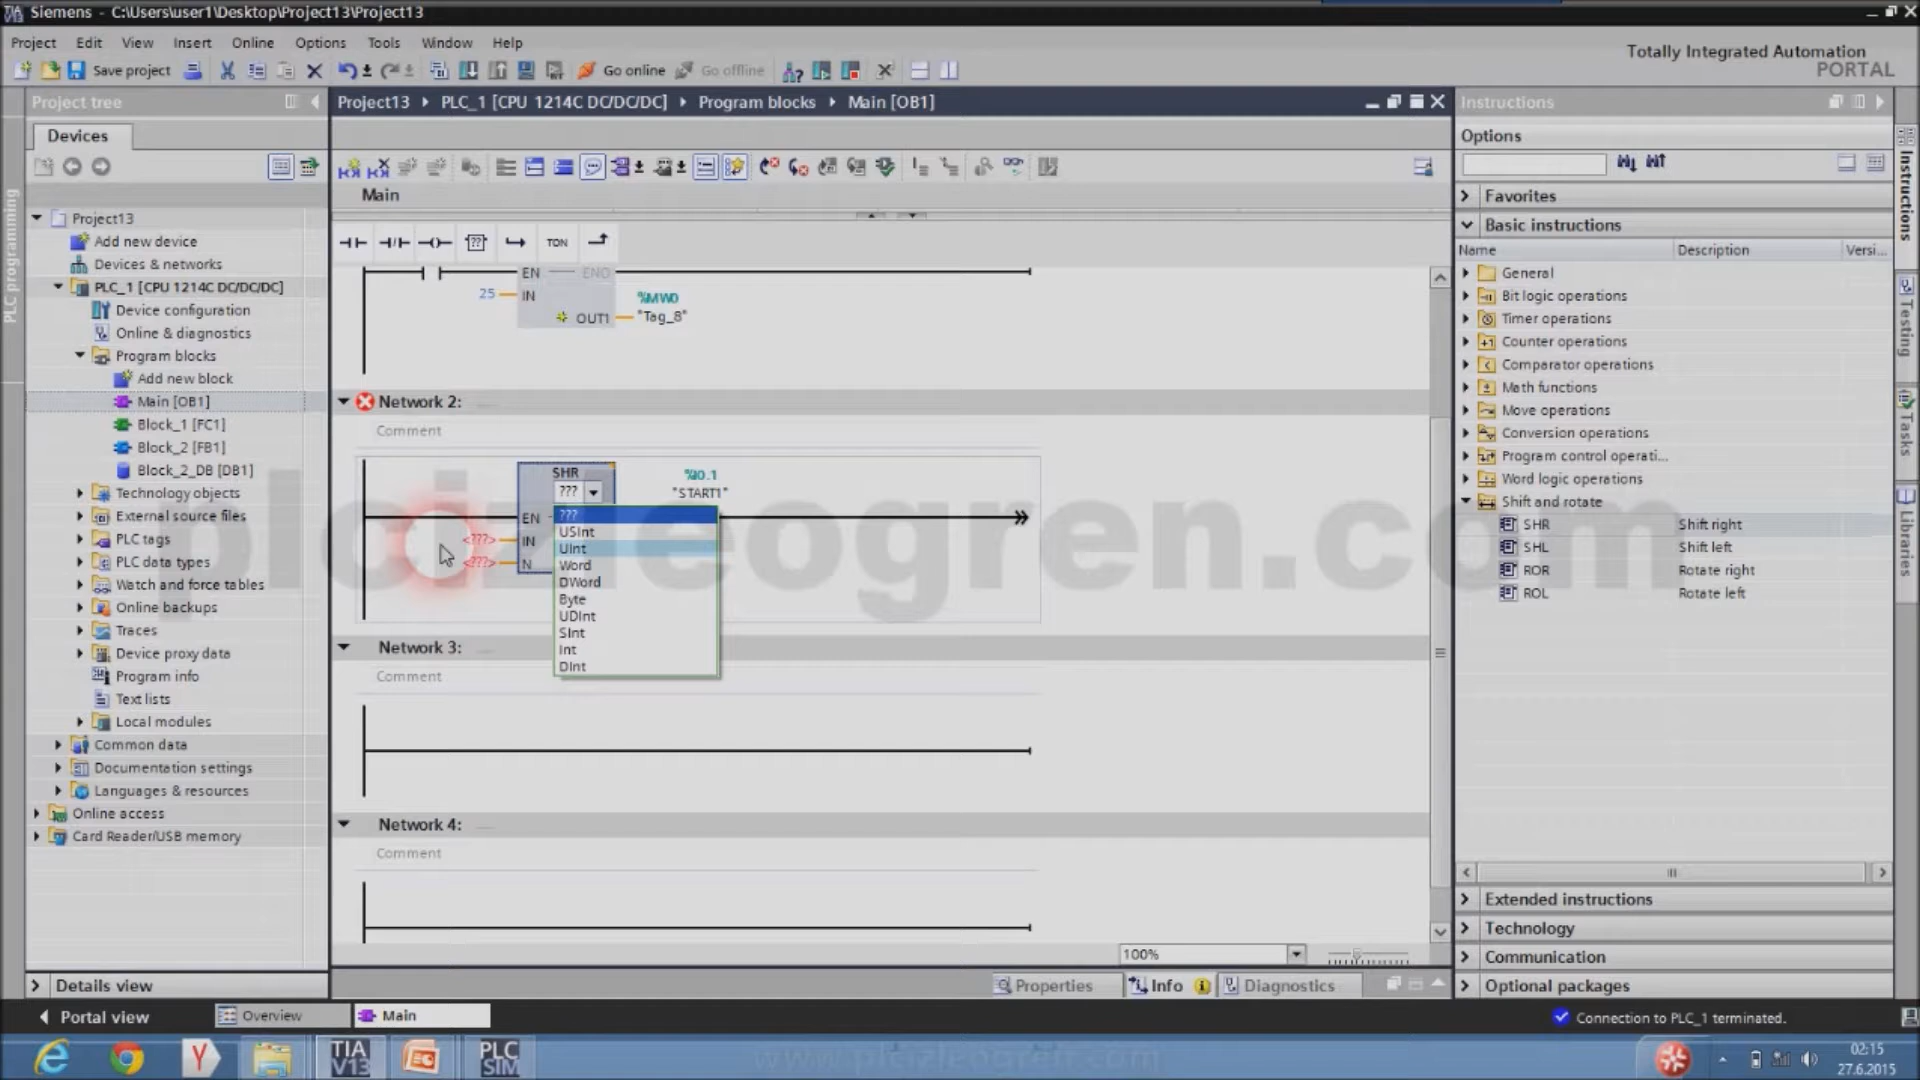 Siemens - C:\Users\user1\Desktop\Project13\Project13
Project Edit View Insert Online Options Tools Window Help
Totally Integrated Automation
PORTAL
Save project Go online Go offline
Project tree
Project13 PLC_1 [CPU 1214C DC/DC/DC] Program blocks Main [OB1]
Instructions
Devices
Options
Main
Favorites
Basic instructions
Name Description Versi...
PLC programming
Project13
Add new device
Devices & networks
PLC_1 [CPU 1214C DC/DC/DC]
Device configuration
Online & diagnostics
Program blocks
Add new block
Main [OB1]
Block_1 [FC1]
Block_2 [FB1]
Block_2_DB [DB1]
Technology objects
External source files
PLC tags
PLC data types
Watch and force tables
Online backups
Traces
Device proxy data
Program info
Text lists
Local modules
Common data
Documentation settings
Languages & resources
Online access
Card Reader/USB memory
Details view
?? TON
EN ENO
25 IN
%MW0
OUT1 "Tag_8"
Network 2:
Comment
SHR
???
%I0.1
"START1"
EN
<???> IN
<???> N
???
USInt
UInt
Word
DWord
Byte
UDInt
SInt
Int
DInt
Network 3:
Comment
Network 4:
Comment
100%
Properties Info Diagnostics
General
Bit logic operations
Timer operations
Counter operations
Comparator operations
Math functions
Move operations
Conversion operations
Program control operati...
Word logic operations
Shift and rotate
SHR Shift right
SHL Shift left
ROR Rotate right
ROL Rotate left
Extended instructions
Technology
Communication
Optional packages
Instructions
Testing
Tasks
Libraries
plcizleogren.com
Portal view Overview Main
Connection to PLC_1 terminated.
TIA
V13
PLC
SIM
www.plcizleogren.com
02:15
27.6.2015